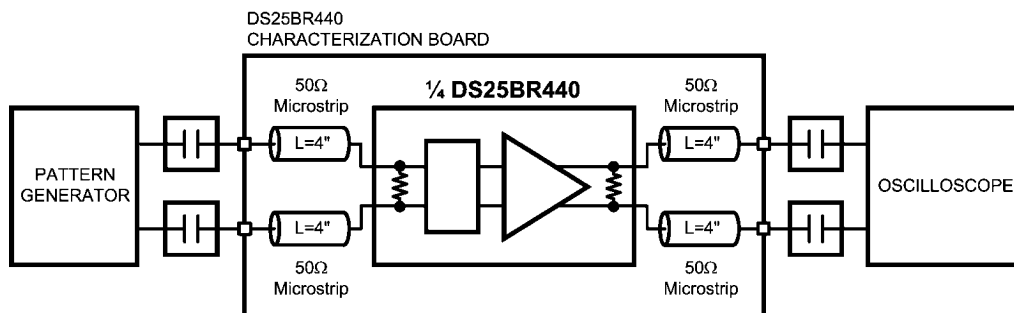 DS25BR440
CHARACTERIZATION BOARD
50Ω
Microstrip
¼ DS25BR440
50Ω
Microstrip
L=4"
L=4"
PATTERN
GENERATOR
OSCILLOSCOPE
L=4"
L=4"
50Ω
Microstrip
50Ω
Microstrip